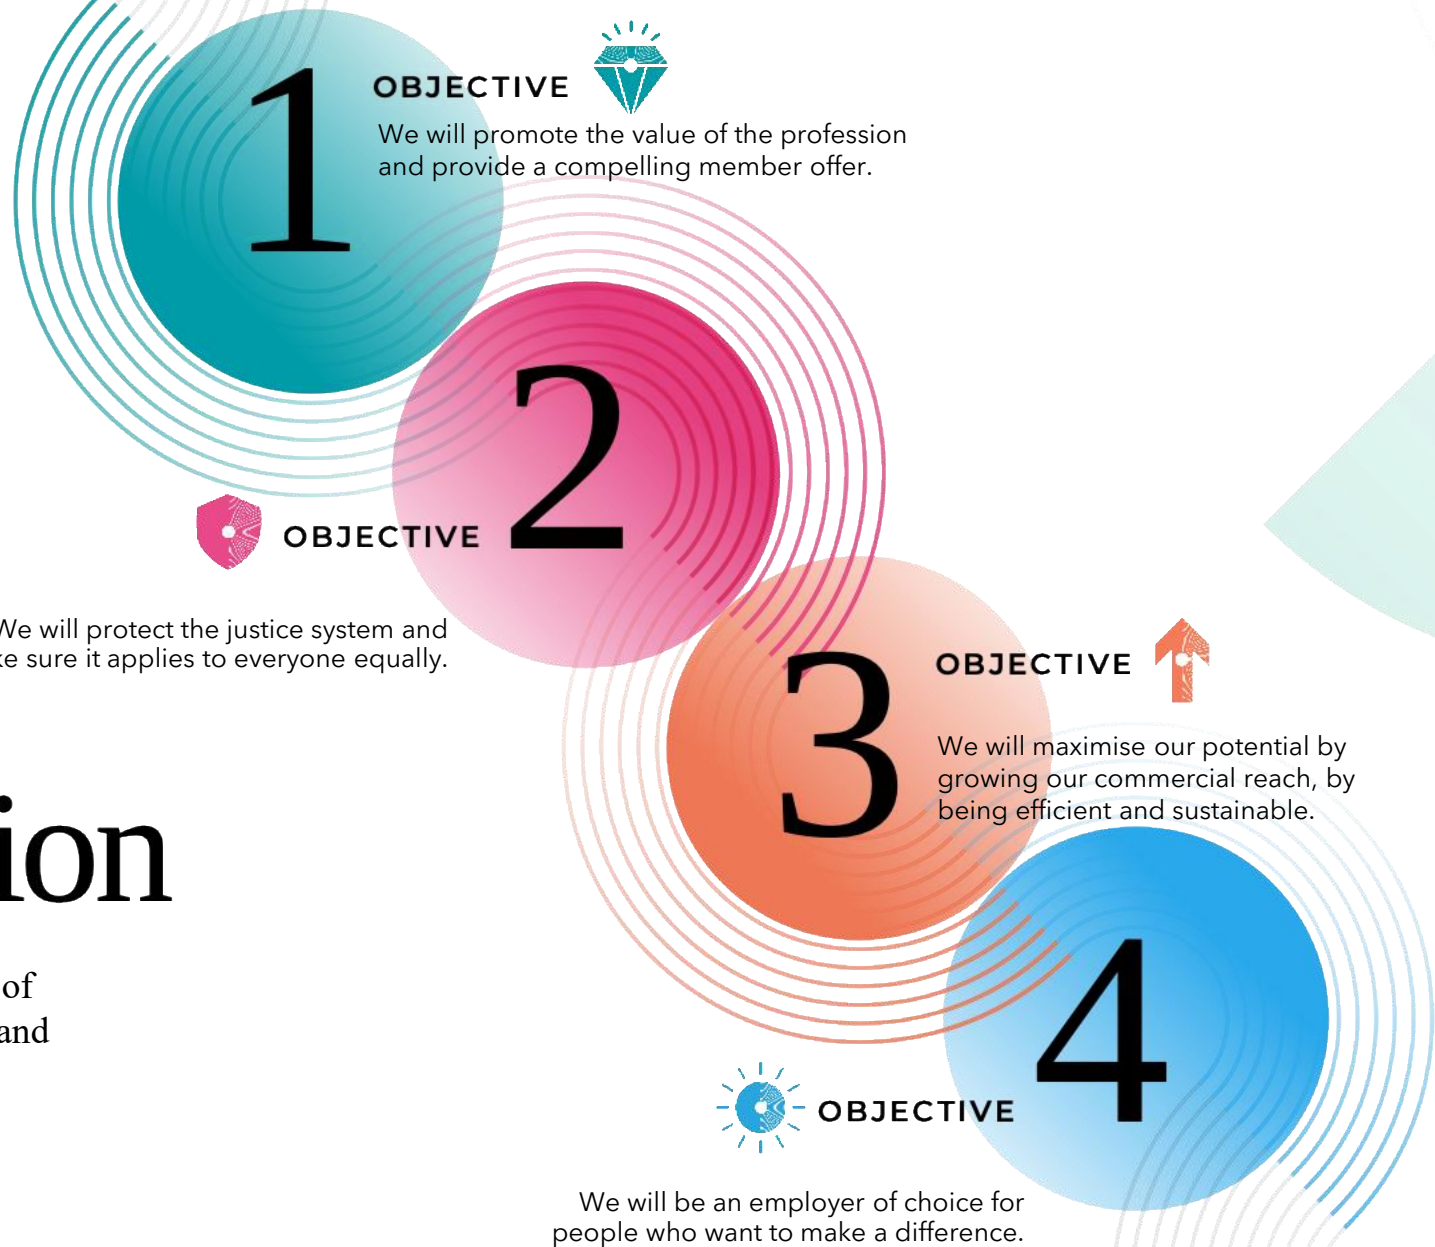 1
OBJECTIVE
We will promote the value of the profession
and provide a compelling member offer.
2
OBJECTIVE
We will protect the justice system and
sure it applies to everyone equally.
3
OBJECTIVE
We will maximise our potential by
growing our commercial reach, by
being efficient and sustainable.
ion
of
and
4
OBJECTIVE
We will be an employer of choice for
people who want to make a difference.